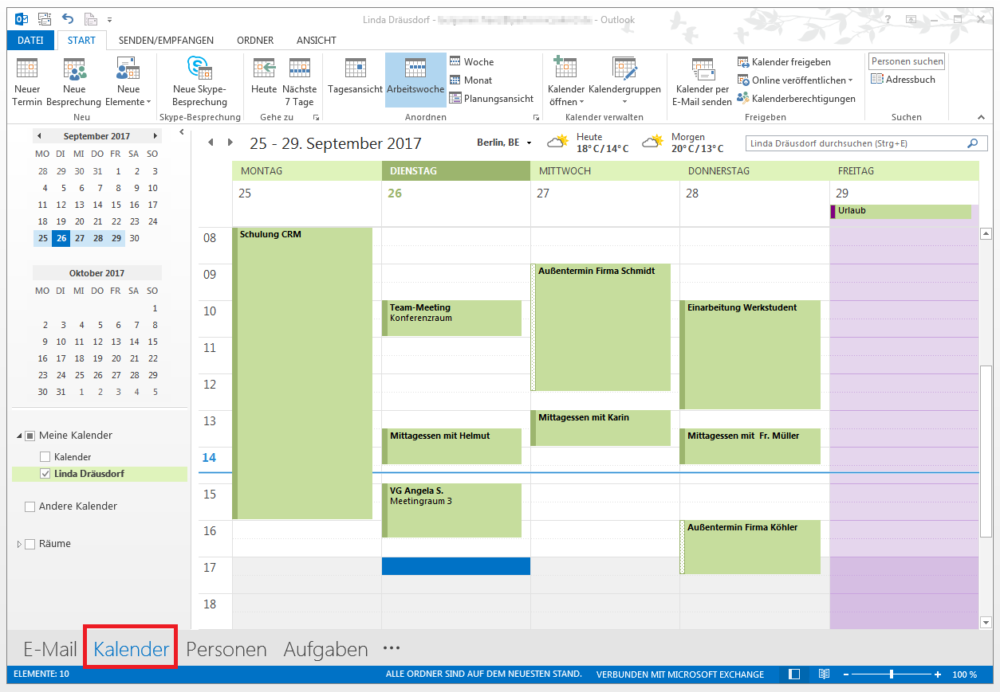 Linda Dräusdorf - - Outlook
DATEI START SENDEN/EMPFANGEN ORDNER ANSICHT
Neuer Termin
Neue Besprechung
Neue Elemente
Neu
Neue Skype-Besprechung
Skype-Besprechung
Heute
Nächste 7 Tage
Gehe zu
Tagesansicht
Arbeitswoche
Woche
Monat
Planungsansicht
Anordnen
Kalender öffnen
Kalendergruppen
Kalender verwalten
Kalender per E-Mail senden
Kalender freigeben
Online veröffentlichen
Kalenderberechtigungen
Freigeben
Personen suchen
Adressbuch
Suchen
September 2017
MO DI MI DO FR SA SO
28 29 30 31 1 2 3
4 5 6 7 8 9 10
11 12 13 14 15 16 17
18 19 20 21 22 23 24
25 26 27 28 29 30
Oktober 2017
MO DI MI DO FR SA SO
1
2 3 4 5 6 7 8
9 10 11 12 13 14 15
16 17 18 19 20 21 22
23 24 25 26 27 28 29
30 31 1 2 3 4 5
Meine Kalender
Kalender
Linda Dräusdorf
Andere Kalender
Räume
25 - 29. September 2017
Berlin, BE
Heute
18°C/14°C
Morgen
20°C/13°C
Linda Dräusdorf durchsuchen (Strg+E)
MONTAG DIENSTAG MITTWOCH DONNERSTAG FREITAG
25 26 27 28 29
Urlaub
08
Schulung CRM
09
Außentermin Firma Schmidt
10
Team-Meeting
Konferenzraum
Einarbeitung Werkstudent
11
12
13
Mittagessen mit Karin
Mittagessen mit Helmut
Mittagessen mit  Fr. Müller
14
15
VG Angela S.
Meetingraum 3
16
Außentermin Firma Köhler
17
18
E-Mail Kalender Personen Aufgaben ···
ELEMENTE: 10
ALLE ORDNER SIND AUF DEM NEUESTEN STAND.
VERBUNDEN MIT MICROSOFT EXCHANGE
100 %